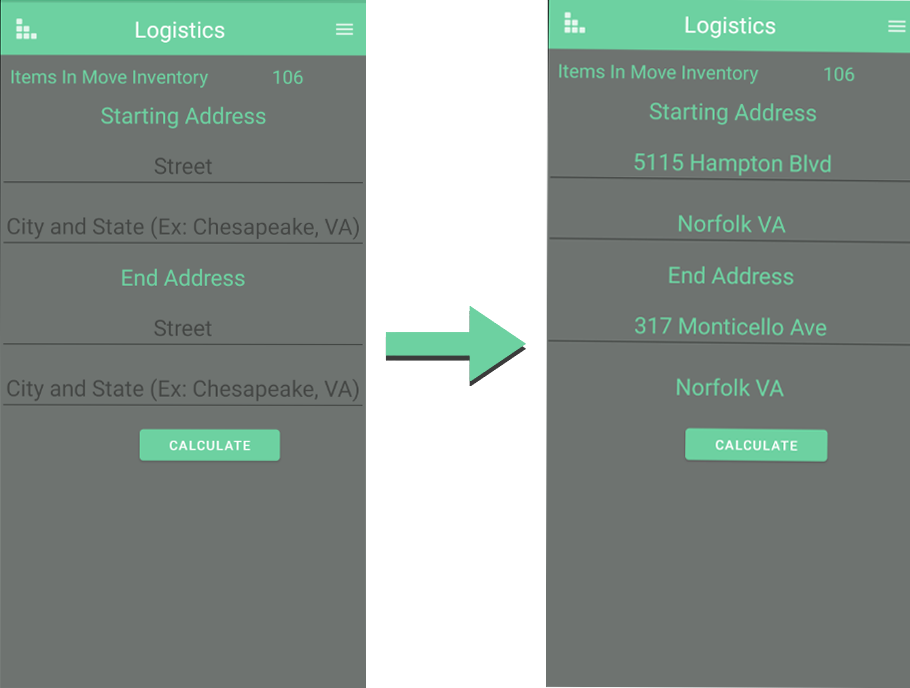 Logistics
Items In Move Inventory 106
Starting Address
Street
City and State (Ex: Chesapeake, VA)
End Address
Street
City and State (Ex: Chesapeake, VA)
CALCULATE
Logistics
Items In Move Inventory 106
Starting Address
5115 Hampton Blvd
Norfolk VA
End Address
317 Monticello Ave
Norfolk VA
CALCULATE